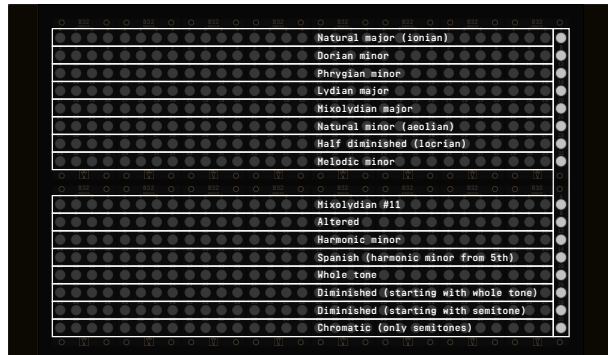 Natural major (ionian)
Dorian minor
Phrygian minor
Lydian major
Mixolydian major
Natural minor (aeolian)
Half diminished (locrian)
Melodic minor
Mixolydian #11
Altered
Harmonic minor
Spanish (harmonic minor from 5th)
Whole tone
Diminished (starting with whole tone)
Diminished (starting with semitone)
Chromatic (only semitones)